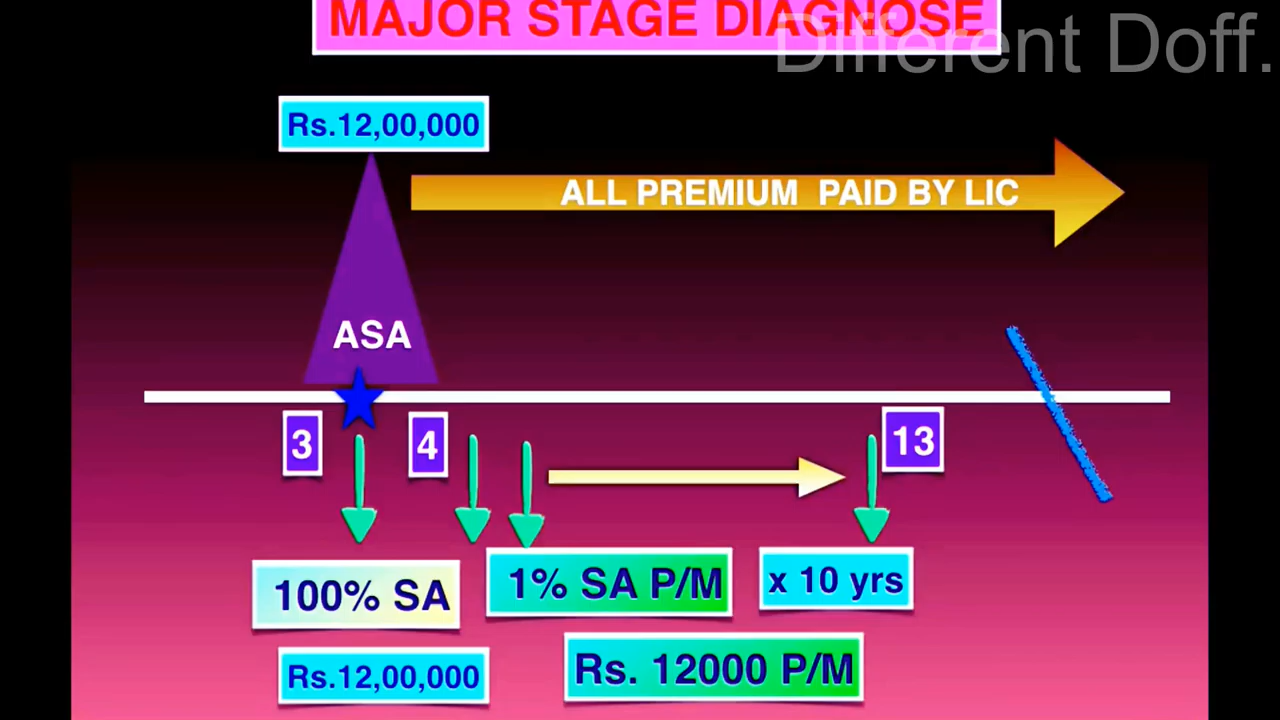 MAJOR STAGE DIAGNOSE
Different Doff.
Rs.12,00,000
ALL PREMIUM PAID BY LIC
ASA
3
4
13
100% SA
1% SA P/M
x 10 yrs
Rs.12,00,000
Rs. 12000 P/M